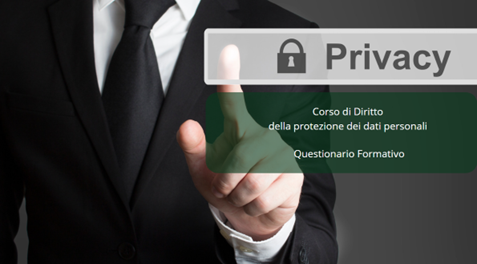 Privacy
Corso di Diritto
della protezione dei dati personali
Questionario Formativo